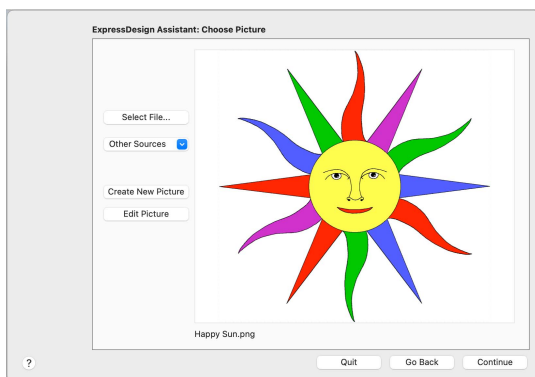 ExpressDesign Assistant: Choose Picture
Select File...
Other Sources
Create New Picture
Edit Picture
Happy Sun.png
?
Quit
Go Back
Continue